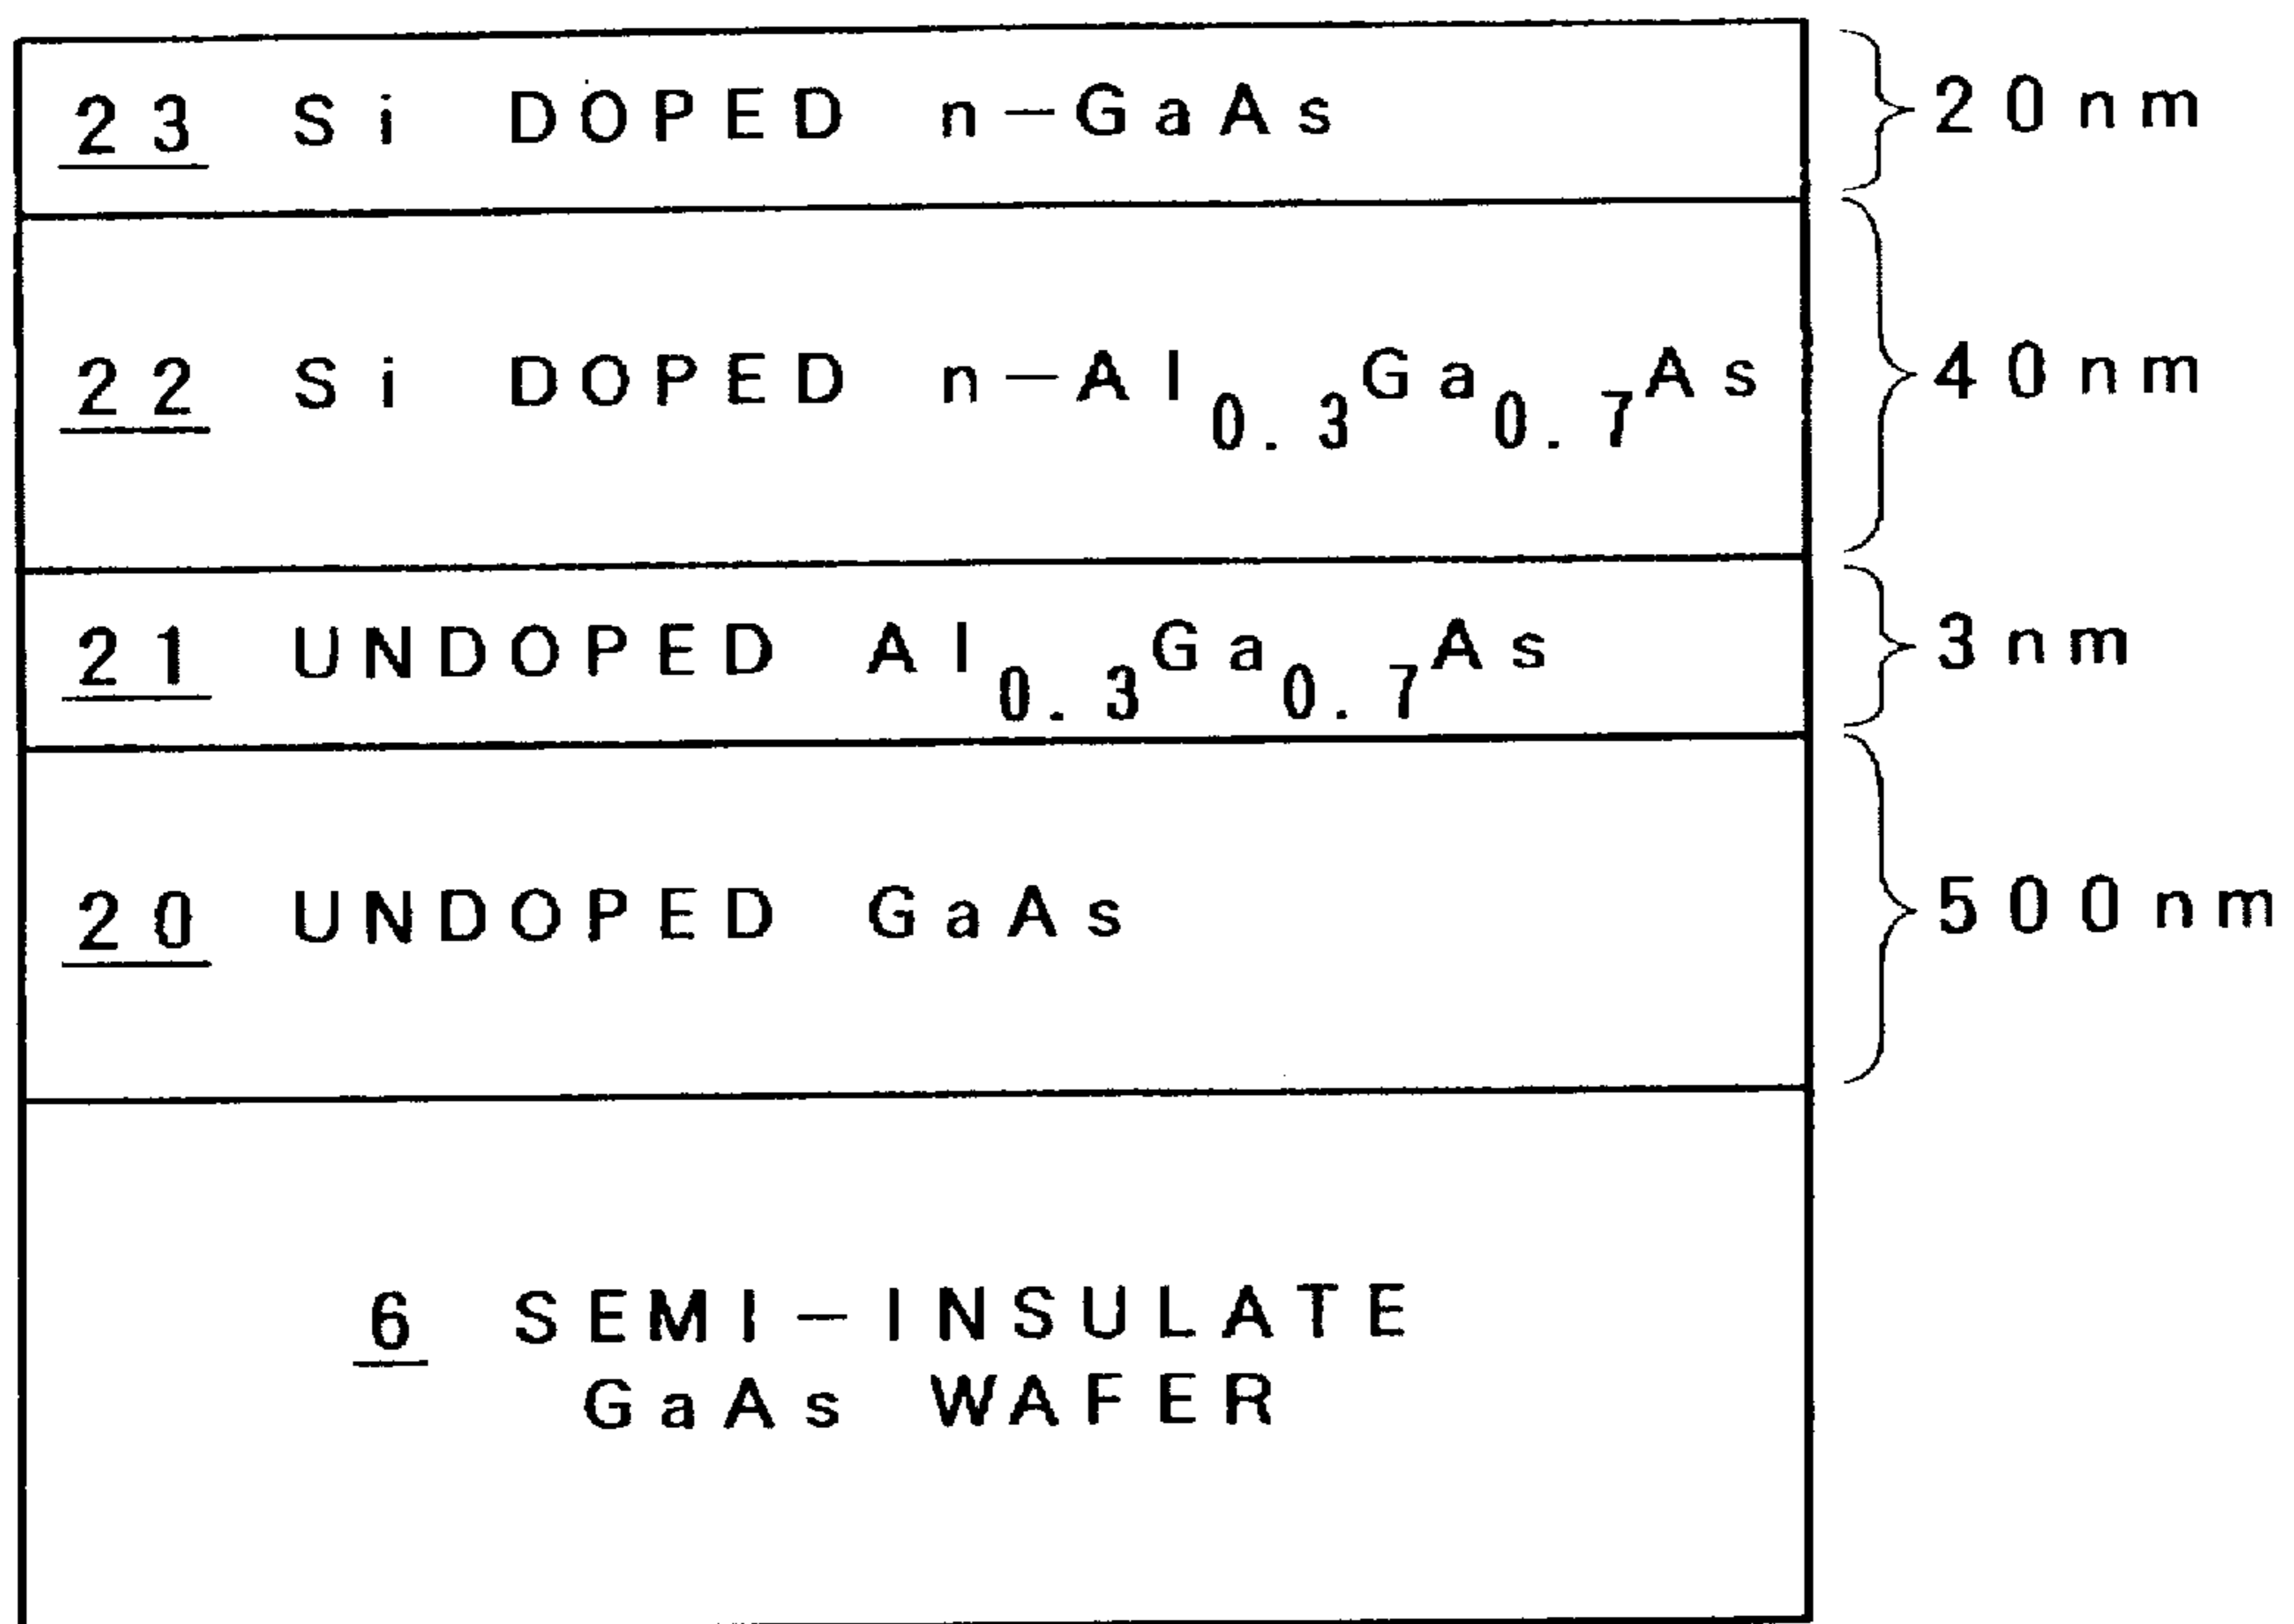 23 Si DOPED n-GaAs 20nm
22 Si DOPED n-Al0.3Ga0.7As 40nm
21 UNDOPED Al0.3Ga0.7As 3nm
20 UNDOPED GaAs 500nm
6 SEMI-INSULATE
GaAs WAFER